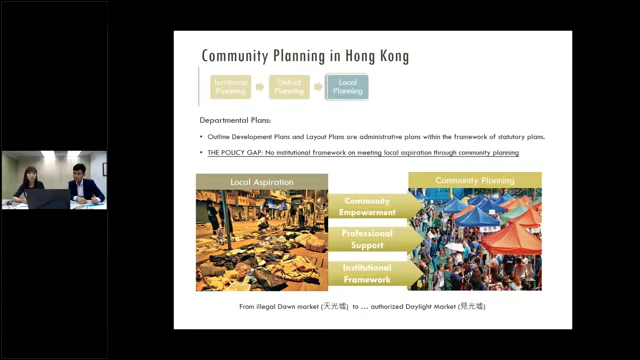 Community Planning in Hong Kong
Territorial Planning
District Planning
Local Planning
Departmental Plans:
• Outline Development Plans and Layout Plans are administrative plans within the framework of statutory plans.
• THE POLICY GAP: No institutional framework on meeting local aspiration through community planning
Local Aspiration
Community Planning
Community Empowerment
Professional Support
Institutional Framework
From illegal Dawn market (天光墟) to … authorized Daylight Market (見光墟)